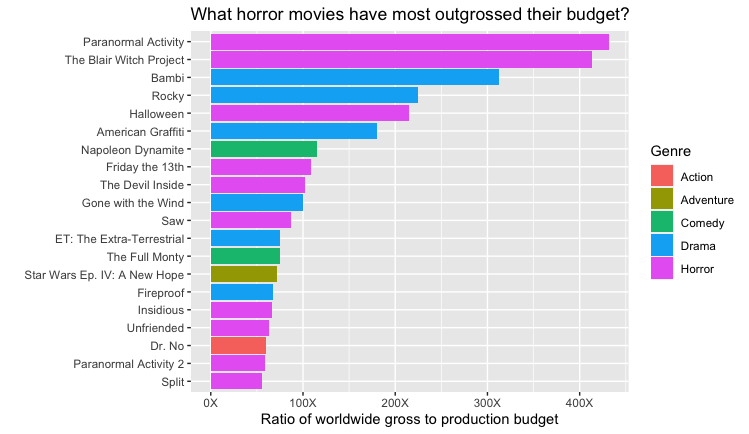 What horror movies have most outgrossed their budget?
Paranormal Activity
The Blair Witch Project
Bambi
Rocky
Halloween
American Graffiti
Napoleon Dynamite
Friday the 13th
The Devil Inside
Gone with the Wind
Saw
ET: The Extra-Terrestrial
The Full Monty
Star Wars Ep. IV: A New Hope
Fireproof
Insidious
Unfriended
Dr. No
Paranormal Activity 2
Split
0X 100X 200X 300X 400X
Ratio of worldwide gross to production budget
Genre
Action
Adventure
Comedy
Drama
Horror